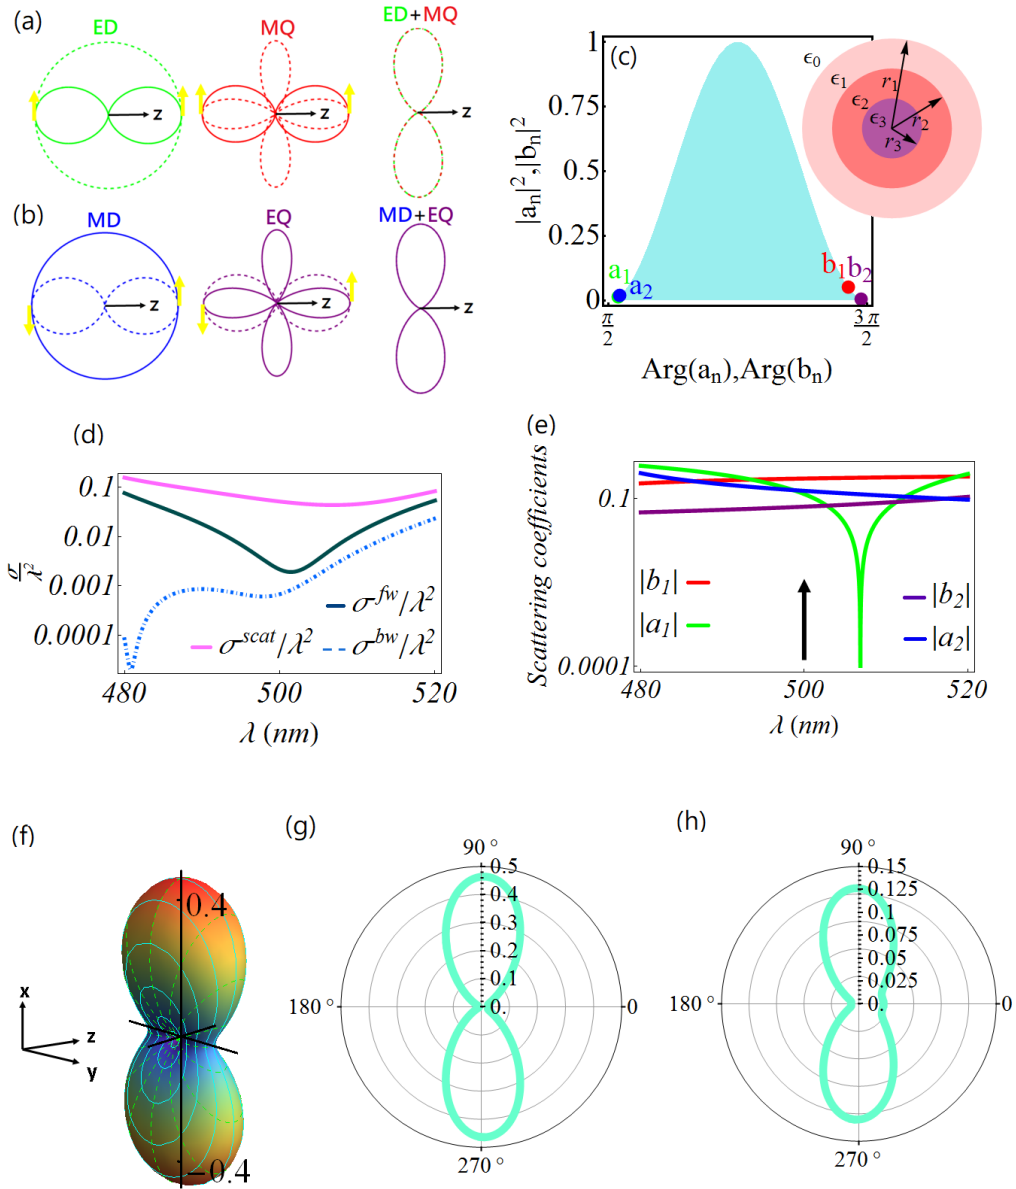 (a)
ED
MQ
ED+MQ
z
z
z
(b)
MD
EQ
MD+EQ
z
z
z
(c)
|aₙ|²,|bₙ|²
1
0.75
0.5
0.25
0
a₁
a₂
b₁
b₂
π/2
3π/2
Arg(aₙ),Arg(bₙ)
ϵ₀
ϵ₁
ϵ₂
ϵ₃
r₁
r₂
r₃
(d)
σ/λ²
0.1
0.01
0.001
0.0001
σ^fw/λ²
σ^scat/λ²
σ^bw/λ²
480
500
520
λ (nm)
(e)
Scattering coefficients
0.1
0.0001
|b₁|
|a₁|
|b₂|
|a₂|
480
500
520
λ (nm)
(f)
0.4
−0.4
x
z
y
(g)
90 °
0.5
0.4
0.3
0.2
0.1
0.
180 °
0
270 °
(h)
90 °
0.15
0.125
0.1
0.075
0.05
0.025
0.
180 °
0
270 °